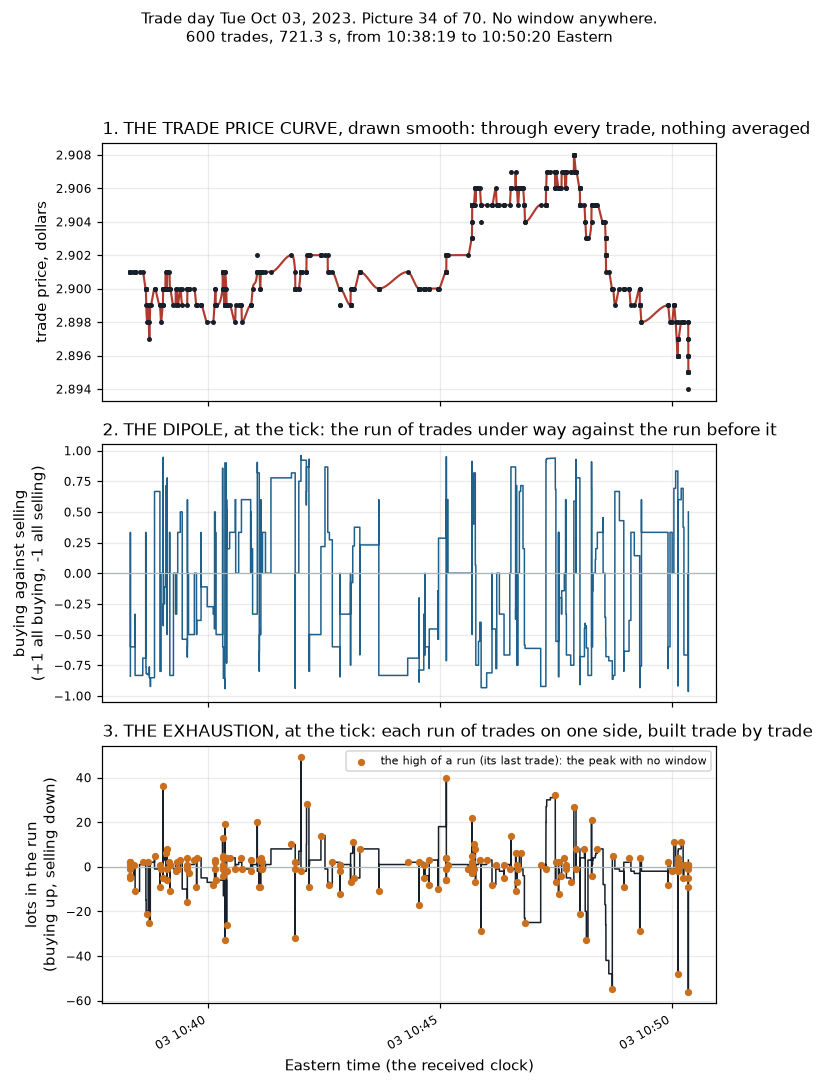 Trade day Tue Oct 03, 2023. Picture 34 of 70. No window anywhere.
600 trades, 721.3 s, from 10:38:19 to 10:50:20 Eastern
1. THE TRADE PRICE CURVE, drawn smooth: through every trade, nothing averaged
trade price, dollars
2.908
2.906
2.904
2.902
2.900
2.898
2.896
2.894
2. THE DIPOLE, at the tick: the run of trades under way against the run before it
buying against selling
(+1 all buying, -1 all selling)
1.00
0.75
0.50
0.25
0.00
−0.25
−0.50
−0.75
−1.00
3. THE EXHAUSTION, at the tick: each run of trades on one side, built trade by trade
the high of a run (its last trade): the peak with no window
lots in the run
(buying up, selling down)
40
20
0
−20
−40
−60
03 10:40
03 10:45
03 10:50
Eastern time (the received clock)